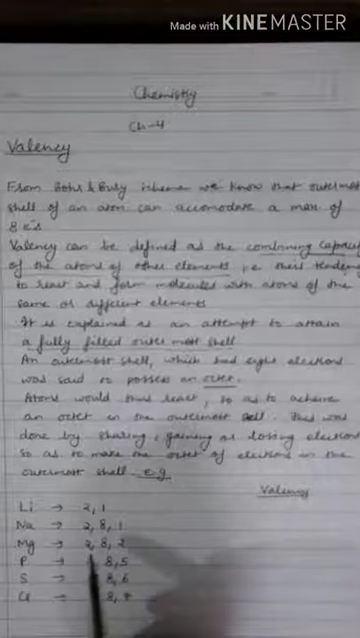 Made with KINEMASTER
Chemistry
Ch-4
Valency
From Bohr & Bury scheme we know that outermost
shell of an atom can accomodate a max of
8 e⁻s
Valency can be defined as the combining capacity
of the atoms of other elements i.e their tendency
to react and form molecules with atoms of the
same or different elements
It is explained as an attempt to attain
a fully filled outer most shell
An outermost shell, which had eight electrons
was said to possess an octet.
Atoms would thus react, so as to achieve
an octet in the outermost shell. This was
done by sharing, gaining or losing electrons
so as to make the octet of electrons in the
outermost shell. e.g
Valency
Li → 2, 1
Na → 2, 8, 1
Mg → 2, 8, 2
P → 8, 5
S → 8, 6
Cl → 8, 7